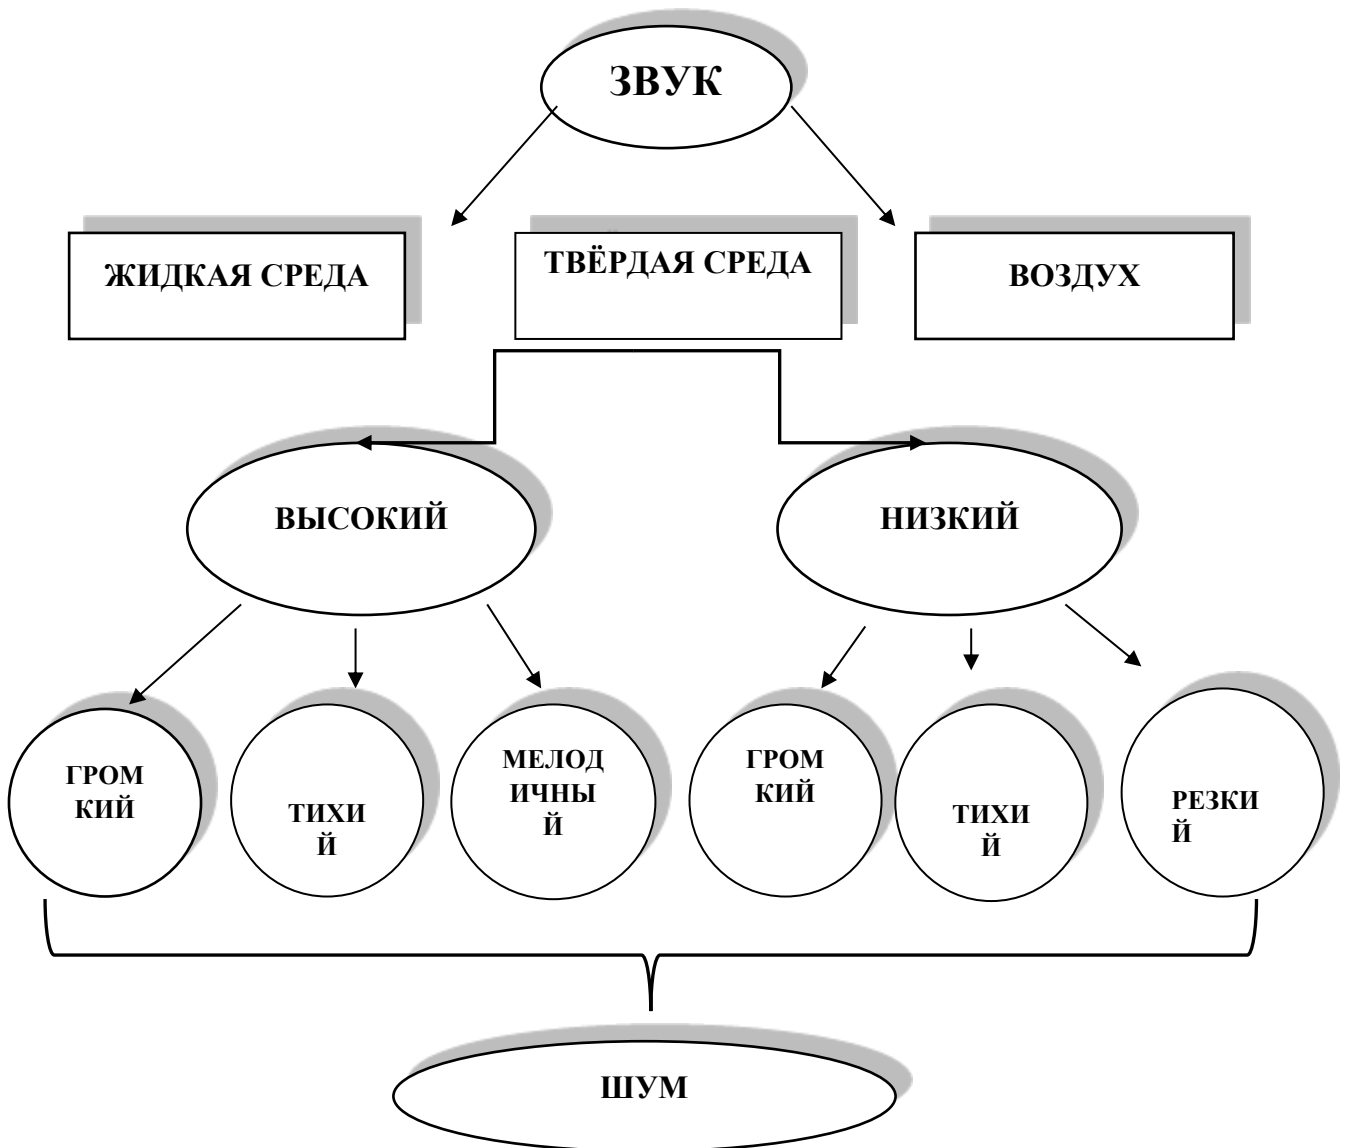 ЗВУК
ЖИДКАЯ СРЕДА
ТВЁРДАЯ СРЕДА
ВОЗДУХ
ВЫСОКИЙ
НИЗКИЙ
ГРОМ
КИЙ
ТИХИ
Й
МЕЛОД
ИЧНЫ
Й
ГРОМ
КИЙ
ТИХИ
Й
РЕЗКИ
Й
ШУМ